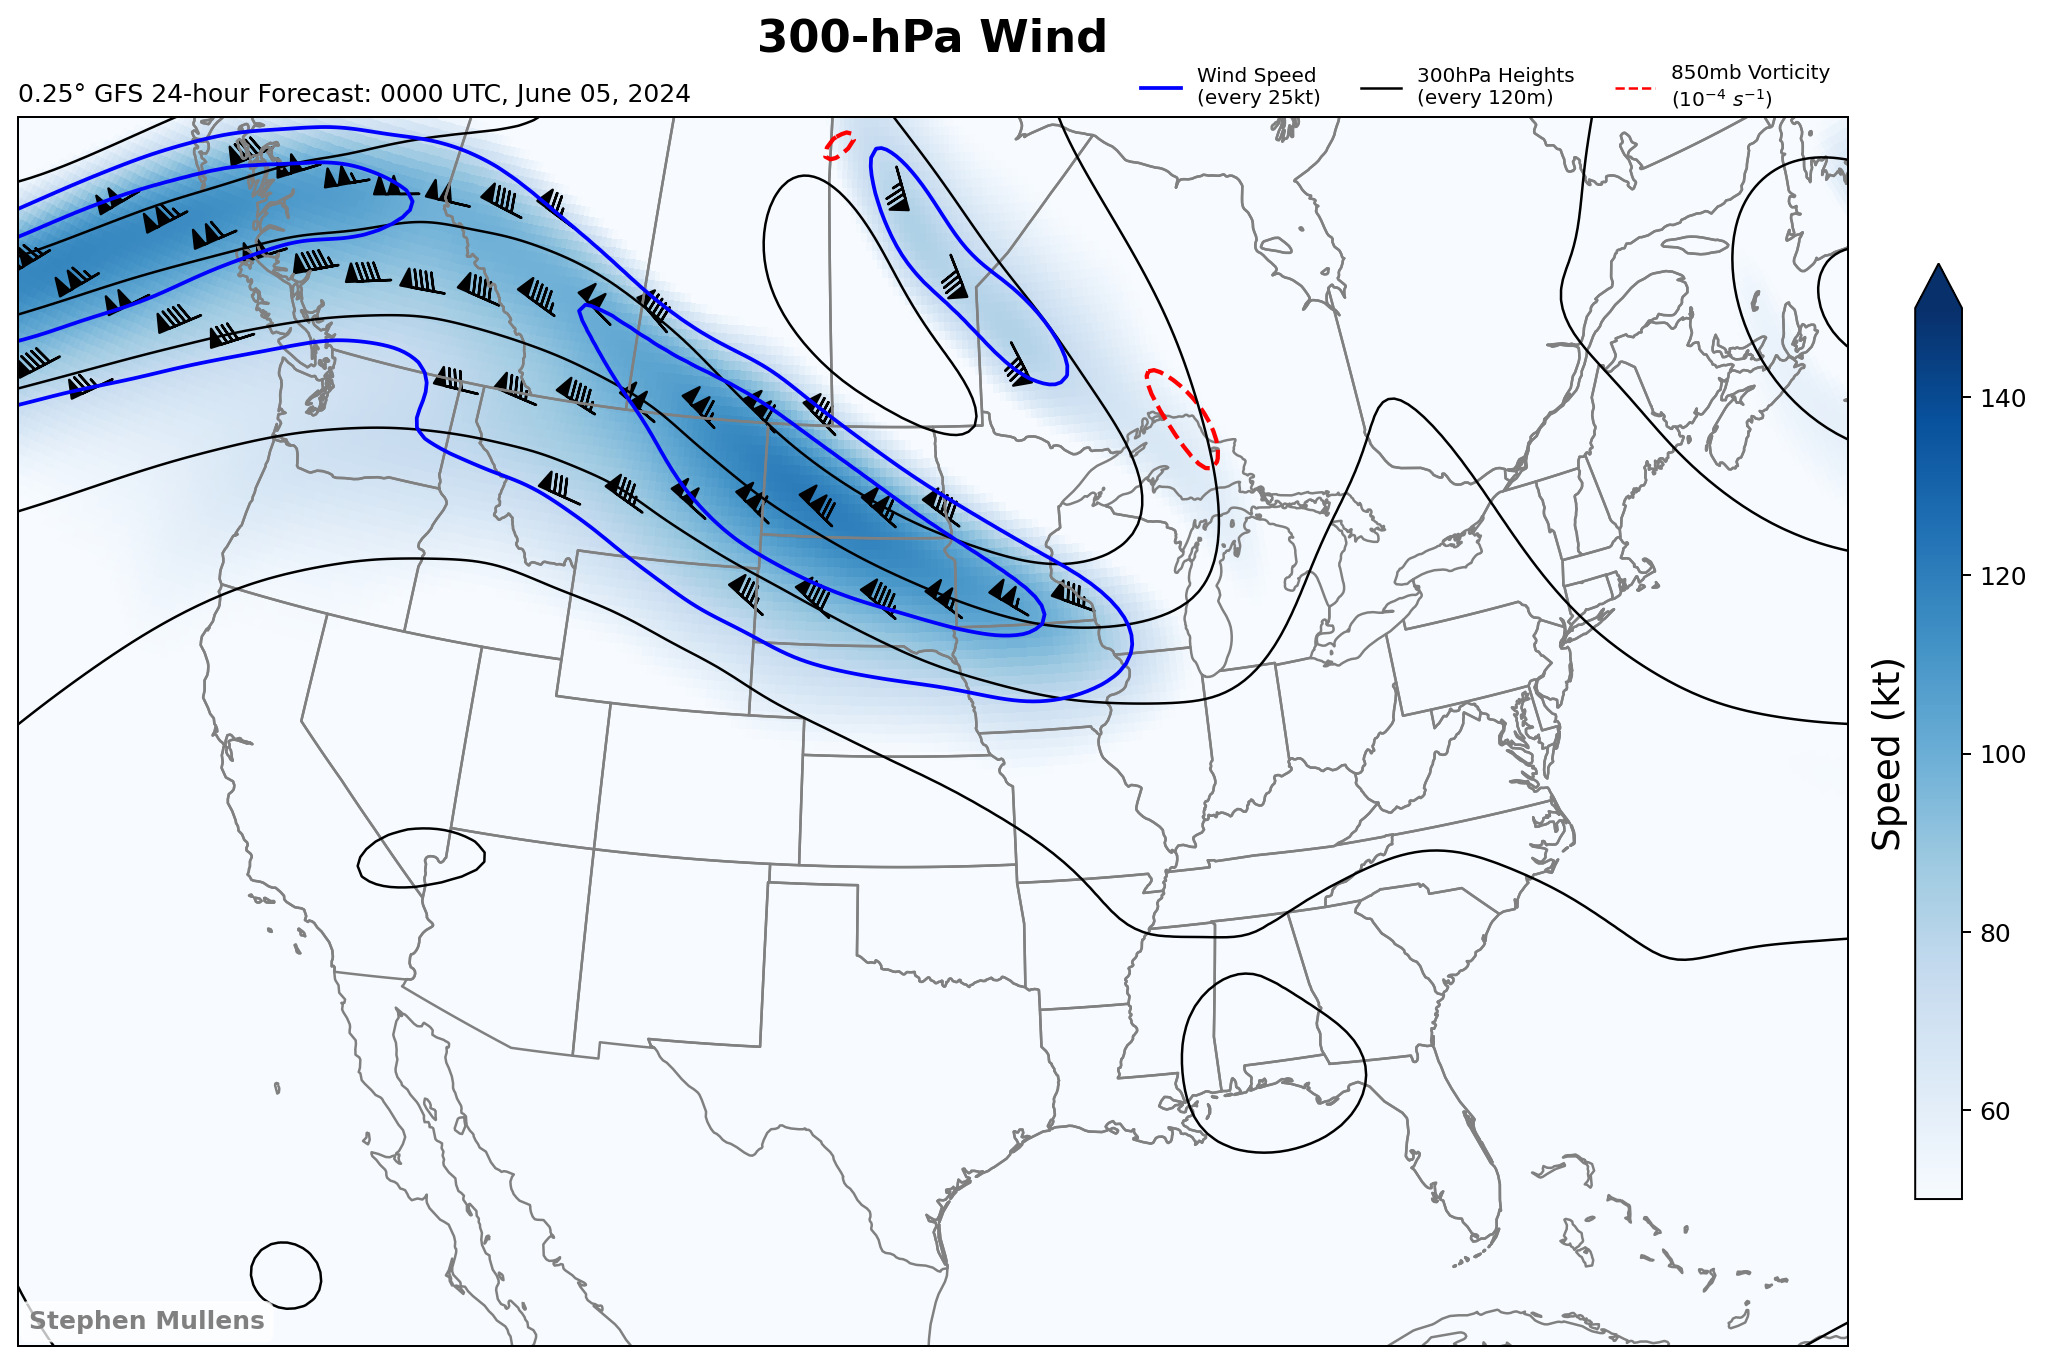 300-hPa Wind
0.25° GFS 24-hour Forecast: 0000 UTC, June 05, 2024
Wind Speed
(every 25kt)
300hPa Heights
(every 120m)
850mb Vorticity
(10⁻⁴ s⁻¹)
140
120
100
80
60
Speed (kt)
Stephen Mullens